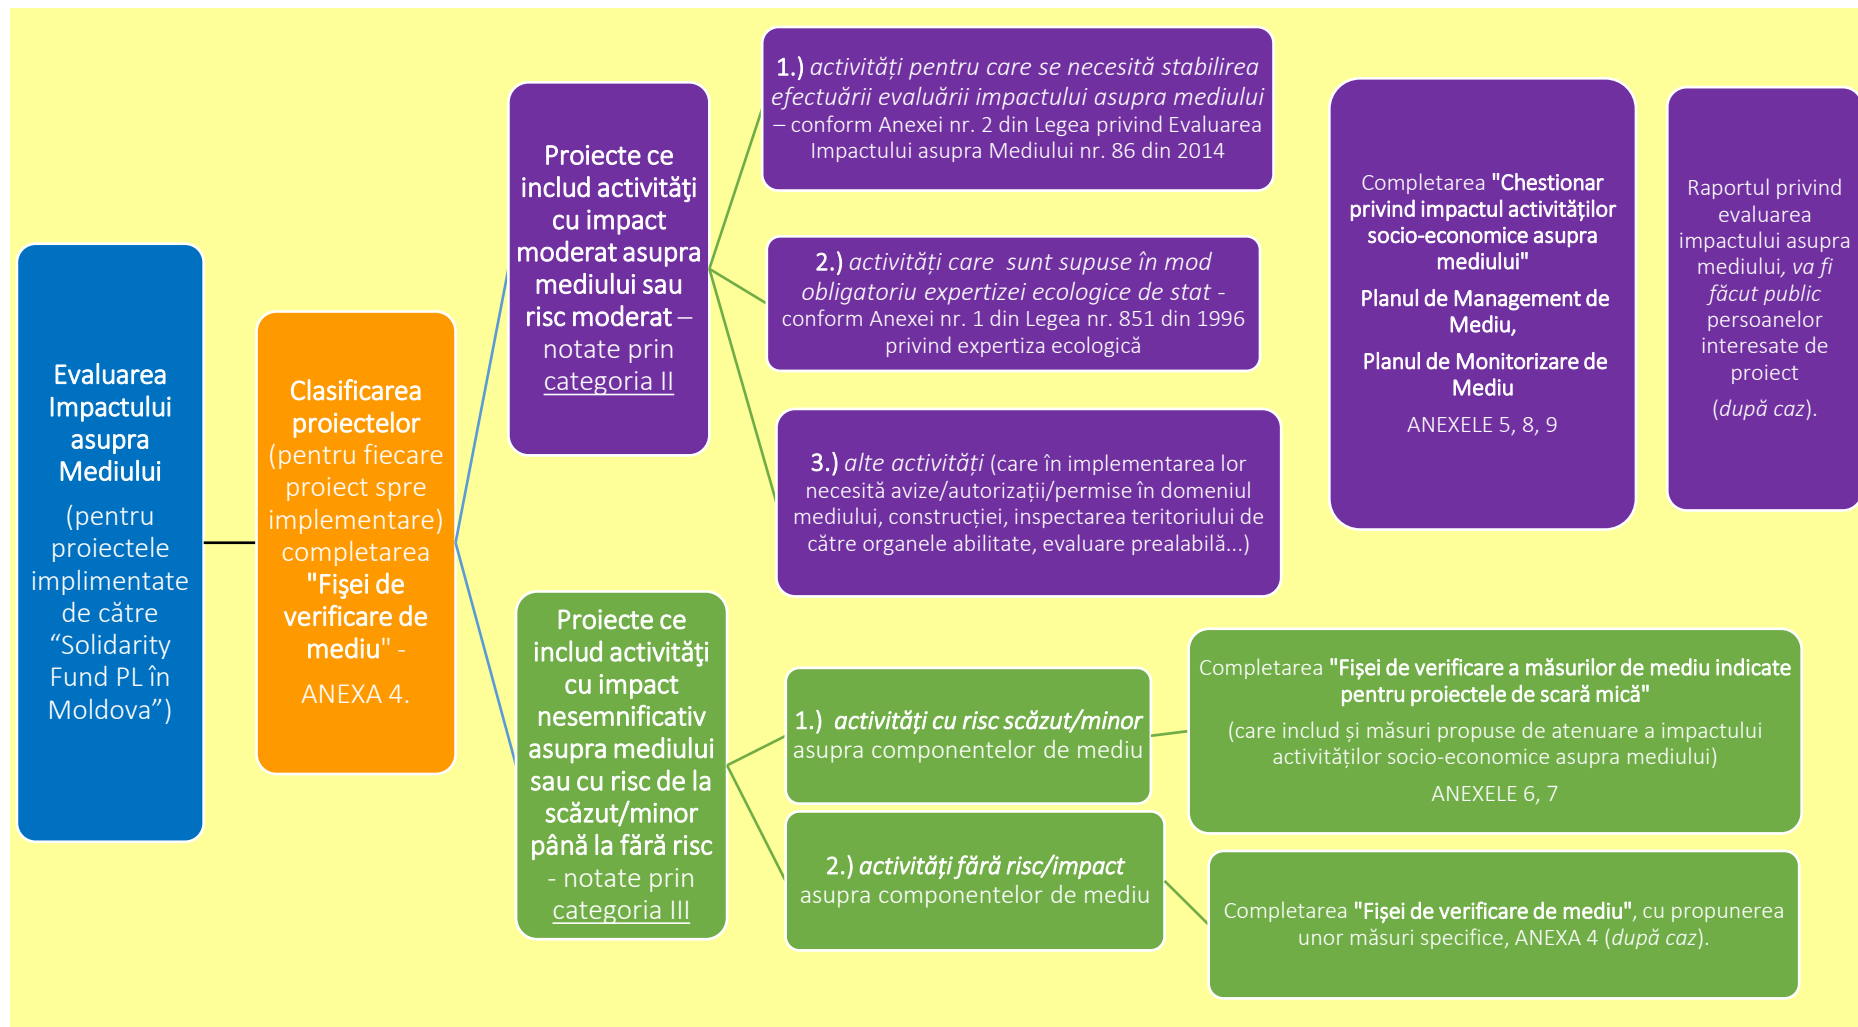 Evaluarea
Impactului
asupra
Mediului
(pentru
proiectele
implimentate
de către
“Solidarity
Fund PL în
Moldova”)
Clasificarea
proiectelor
(pentru fiecare
proiect spre
implementare)
completarea
"Fişei de
verificare de
mediu" -
ANEXA 4.
Proiecte ce
includ activităţi
cu impact
moderat asupra
mediului sau
risc moderat –
notate prin
categoria II
1.) activități pentru care se necesită stabilirea
efectuării evaluării impactului asupra mediului
– conform Anexei nr. 2 din Legea privind Evaluarea
Impactului asupra Mediului nr. 86 din 2014
2.) activități care  sunt supuse în mod
obligatoriu expertizei ecologice de stat -
conform Anexei nr. 1 din Legea nr. 851 din 1996
privind expertiza ecologică
3.) alte activități (care în implementarea lor
necesită avize/autorizații/permise în domeniul
mediului, construcției, inspectarea teritoriului de
către organele abilitate, evaluare prealabilă...)
Completarea "Chestionar
privind impactul activităților
socio-economice asupra
mediului"
Planul de Management de
Mediu,
Planul de Monitorizare de
Mediu
ANEXELE 5, 8, 9
Raportul privind
evaluarea
impactului asupra
mediului, va fi
făcut public
persoanelor
interesate de
proiect
(după caz).
Proiecte ce
includ activităţi
cu impact
nesemnificativ
asupra mediului
sau cu risc de la
scăzut/minor
până la fără risc
- notate prin
categoria III
1.)  activități cu risc scăzut/minor
asupra componentelor de mediu
2.) activități fără risc/impact
asupra componentelor de mediu
Completarea "Fișei de verificare a măsurilor de mediu indicate
pentru proiectele de scară mică"
(care includ și măsuri propuse de atenuare a impactului
activităților socio-economice asupra mediului)
ANEXELE 6, 7
Completarea "Fișei de verificare de mediu", cu propunerea
unor măsuri specifice, ANEXA 4 (după caz).